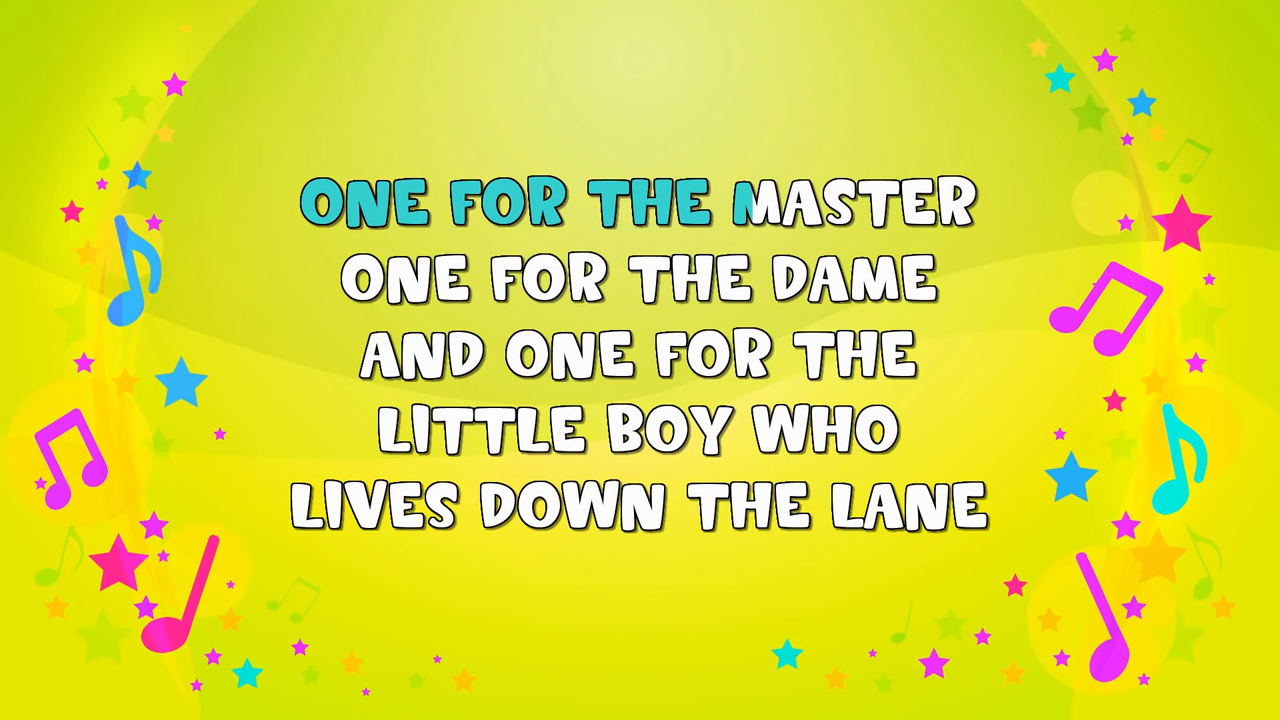 ONE FOR THE MASTER
ONE FOR THE DAME
AND ONE FOR THE
LITTLE BOY WHO
LIVES DOWN THE LANE